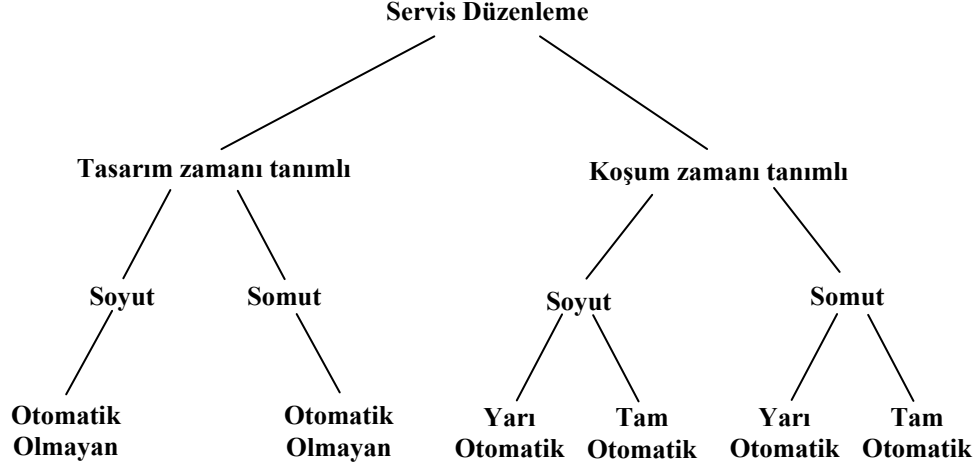 Servis Düzenleme
Tasarım zamanı tanımlı
Koşum zamanı tanımlı
Soyut
Somut
Soyut
Somut
Otomatik
Olmayan
Otomatik
Olmayan
Yarı
Otomatik
Tam
Otomatik
Yarı
Otomatik
Tam
Otomatik